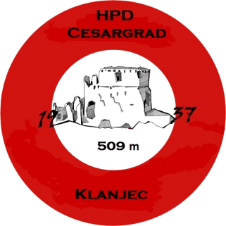 HPD
CESARGRAD
19 37
509 m
KLANJEC